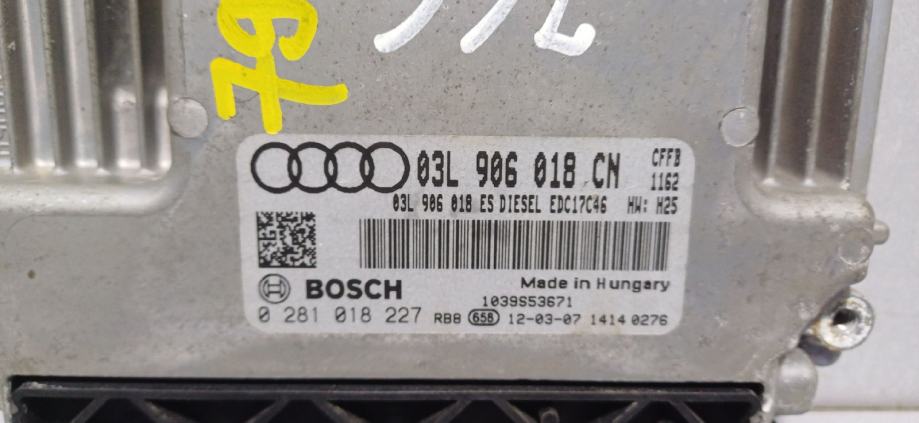 03L 906 018 CN
CFFB
1162
03L 906 018 ES DIESEL EDC17C46 HW: H25
Made in Hungary
BOSCH
1039S53671
0 281 018 227 RB8 658 12-03-07 1414 0276